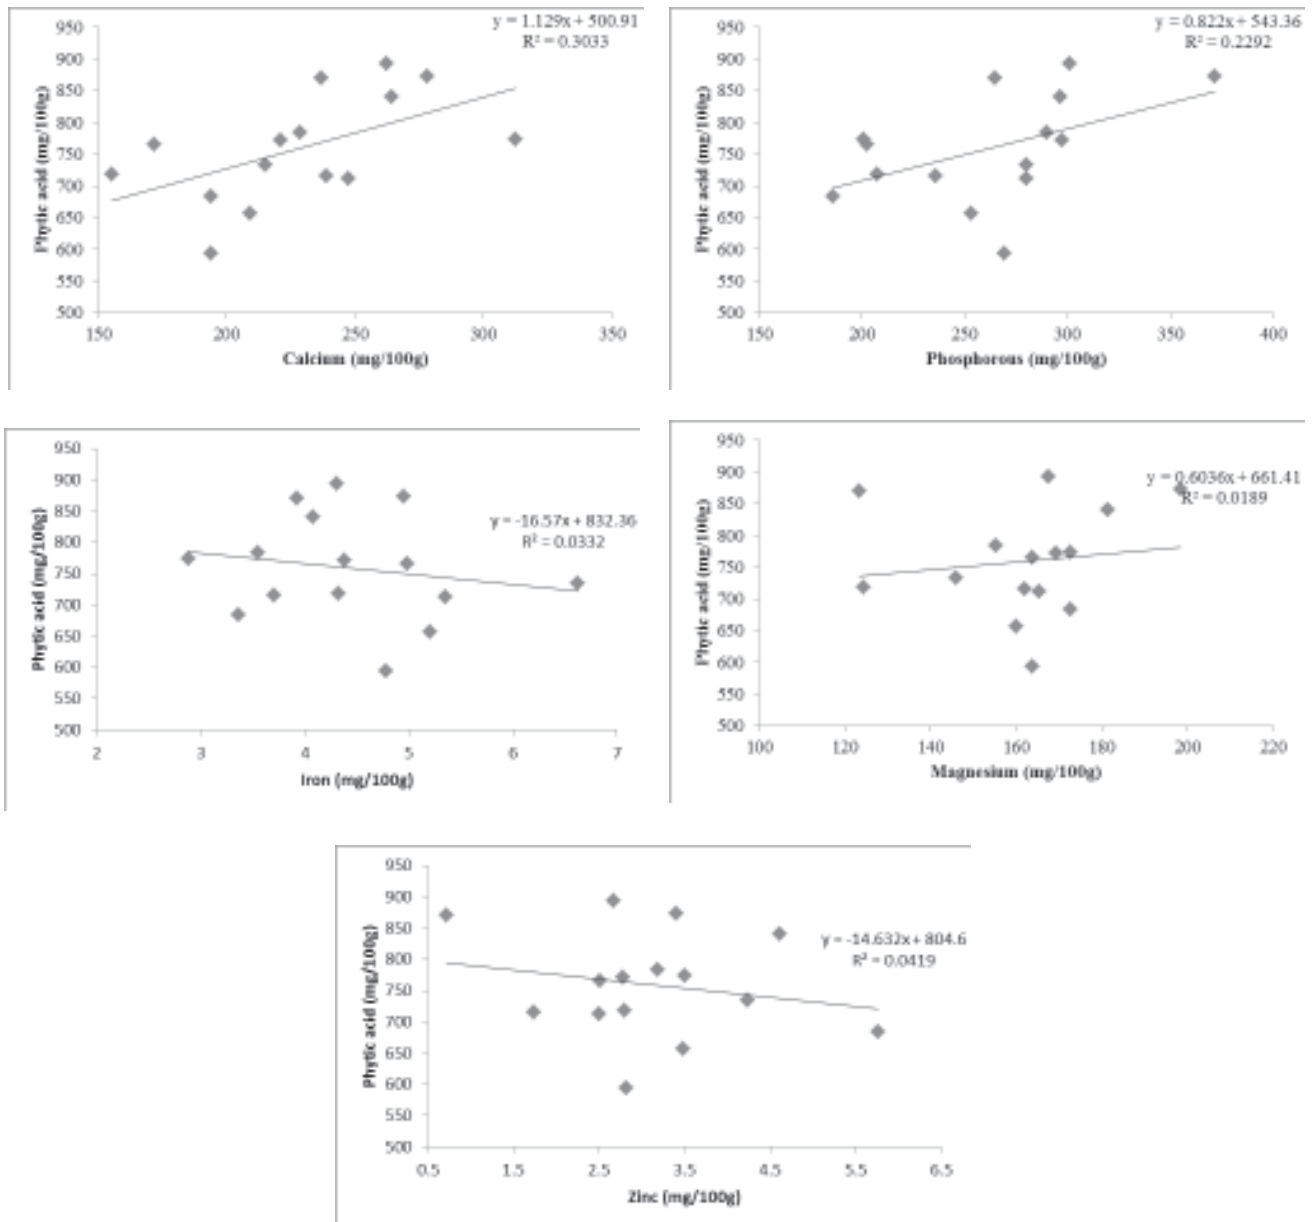 y = 1.129x + 500.91
R² = 0.3033
Phytic acid (mg/100g)
950
900
850
800
750
700
650
600
550
500
150 200 250 300 350
Calcium (mg/100g)
y = 0.822x + 543.36
R² = 0.2292
Phytic acid (mg/100g)
950
900
850
800
750
700
650
600
550
500
150 200 250 300 350 400
Phosphorous (mg/100g)
y = -16.57x + 832.36
R² = 0.0332
Phytic acid (mg/100g)
950
900
850
800
750
700
650
600
550
500
2 3 4 5 6 7
Iron (mg/100g)
y = 0.6036x + 661.41
R² = 0.0189
Phytic acid (mg/100g)
950
900
850
800
750
700
650
600
550
500
100 120 140 160 180 200 220
Magnesium (mg/100g)
y = -14.632x + 804.6
R² = 0.0419
Phytic acid (mg/100g)
950
900
850
800
750
700
650
600
550
500
0.5 1.5 2.5 3.5 4.5 5.5 6.5
Zinc (mg/100g)